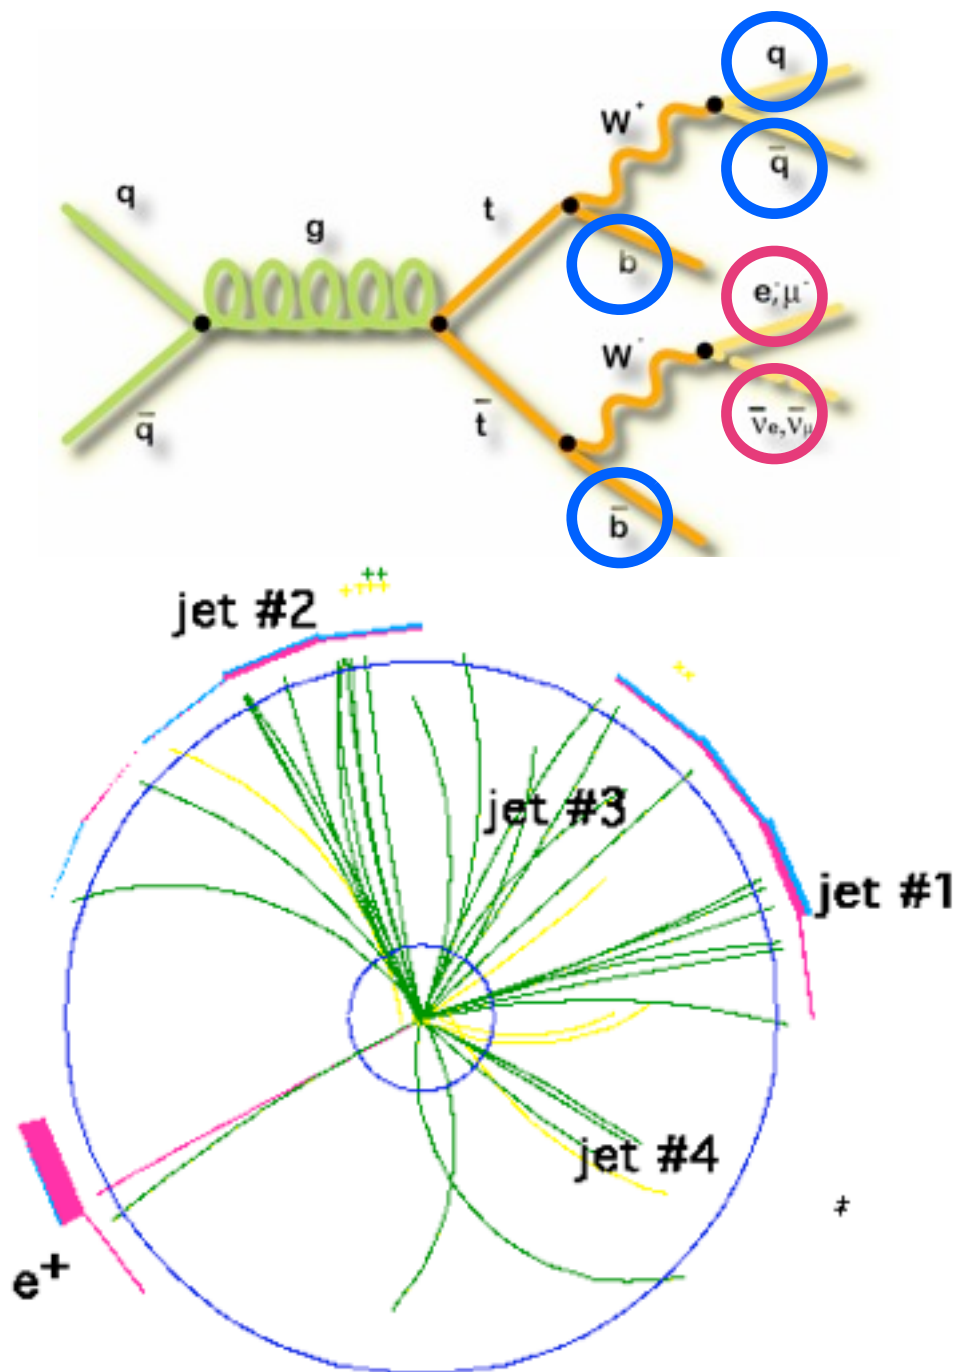 q
q̄
W⁺
q
t
g
b
e⁻,μ⁻
W⁻
q̄
t̄
ν̄e,ν̄μ
b̄
jet #2
jet #3
jet #1
jet #4
e+